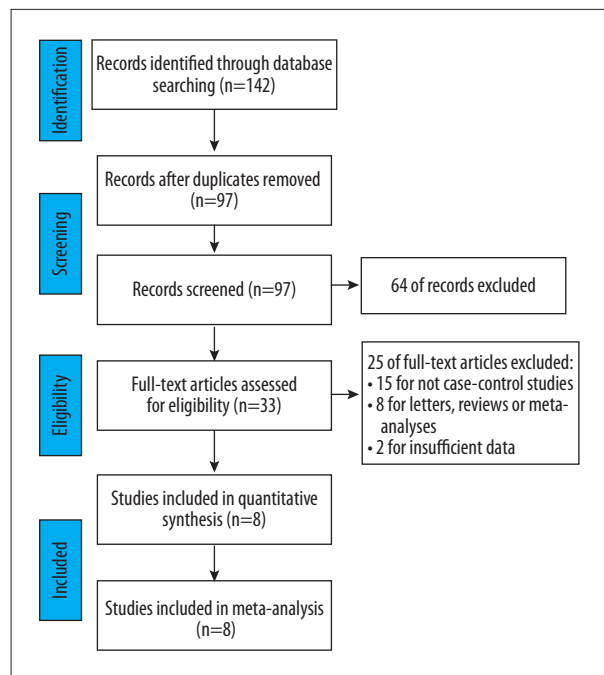 Identification
Records identified through database
searching (n=142)
Records after duplicates removed
(n=97)
Screening
Records screened (n=97)
64 of records excluded
Eligibility
Full-text articles assessed
for eligibility (n=33)
25 of full-text articles excluded:
• 15 for not case-control studies
• 8 for letters, reviews or meta-
analyses
• 2 for insufficient data
Studies included in quantitative
synthesis (n=8)
Included
Studies included in meta-analysis
(n=8)